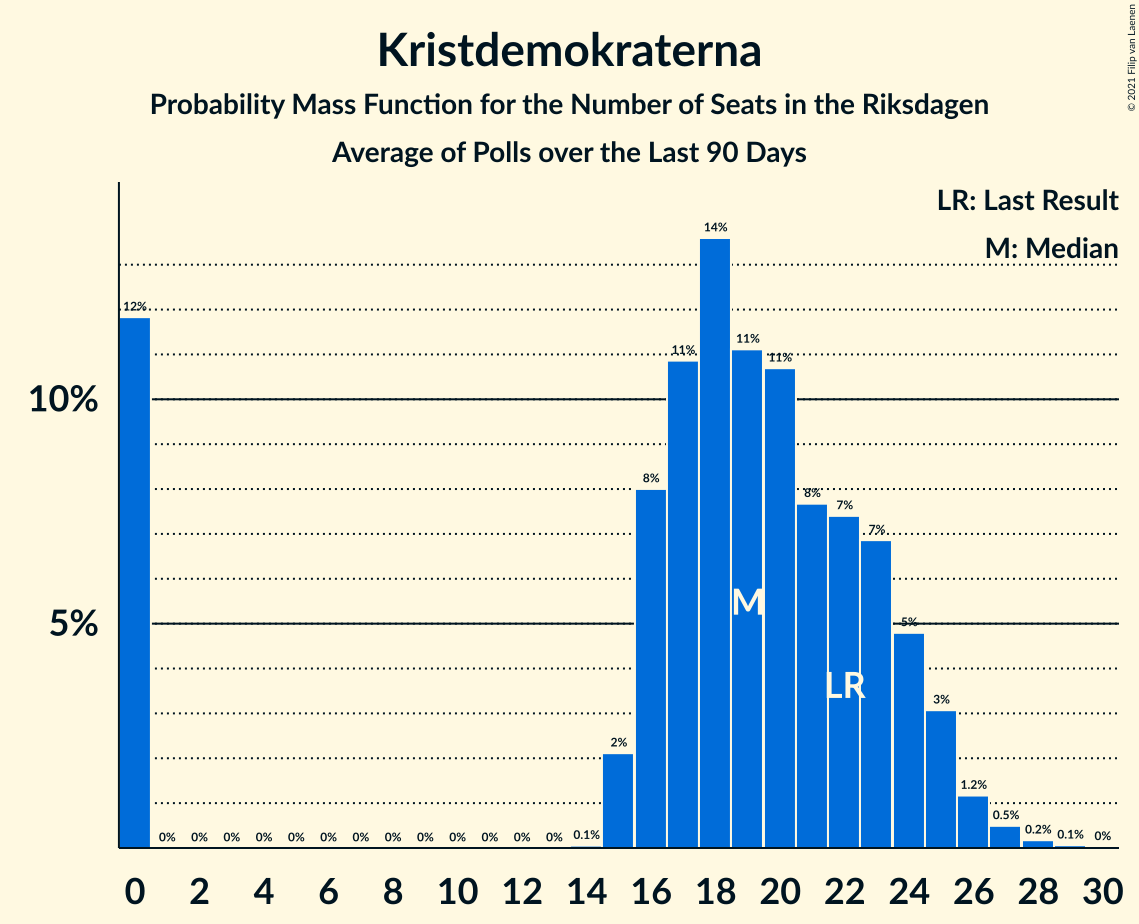 Kristdemokraterna
Probability Mass Function for the Number of Seats in the Riksdagen
Average of Polls over the Last 90 Days
© 2021 Filip van Laenen
LR: Last Result
M: Median
14%
12%
11%
11%
11%
10%
8%
8%
7%
7%
M
5%
5%
LR
3%
2%
1.2%
0.5%
0% 0% 0% 0% 0% 0% 0% 0% 0% 0% 0% 0% 0% 0.1% 0.2% 0.1% 0%
0 2 4 6 8 10 12 14 16 18 20 22 24 26 28 30